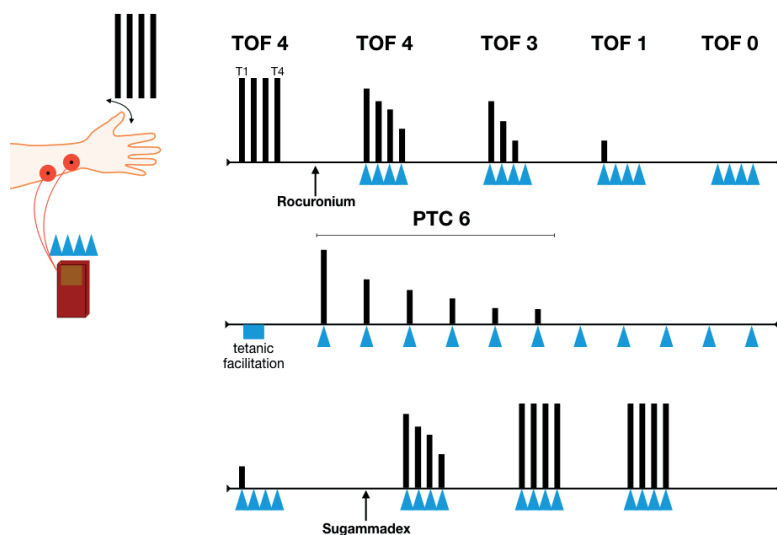 TOF 4 TOF 4 TOF 3 TOF 1 TOF 0
T1 T4
Rocuronium
PTC 6
tetanic
facilitation
Sugammadex